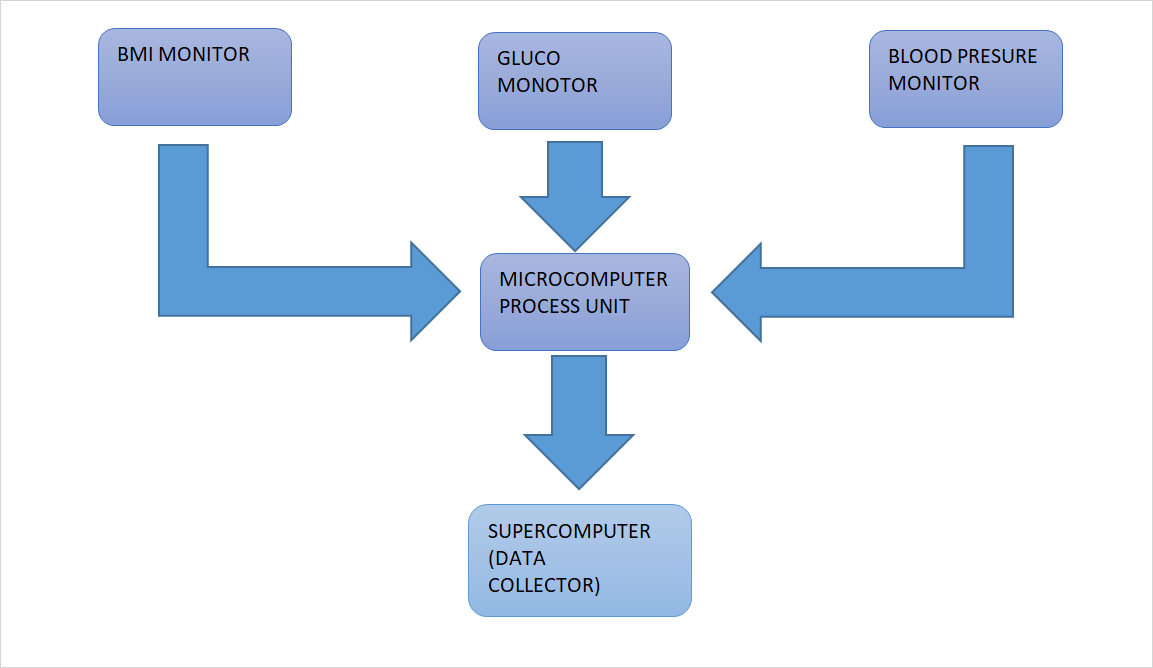 BMI MONITOR
GLUCO
MONOTOR
BLOOD PRESURE
MONITOR
MICROCOMPUTER
PROCESS UNIT
SUPERCOMPUTER
(DATA
COLLECTOR)